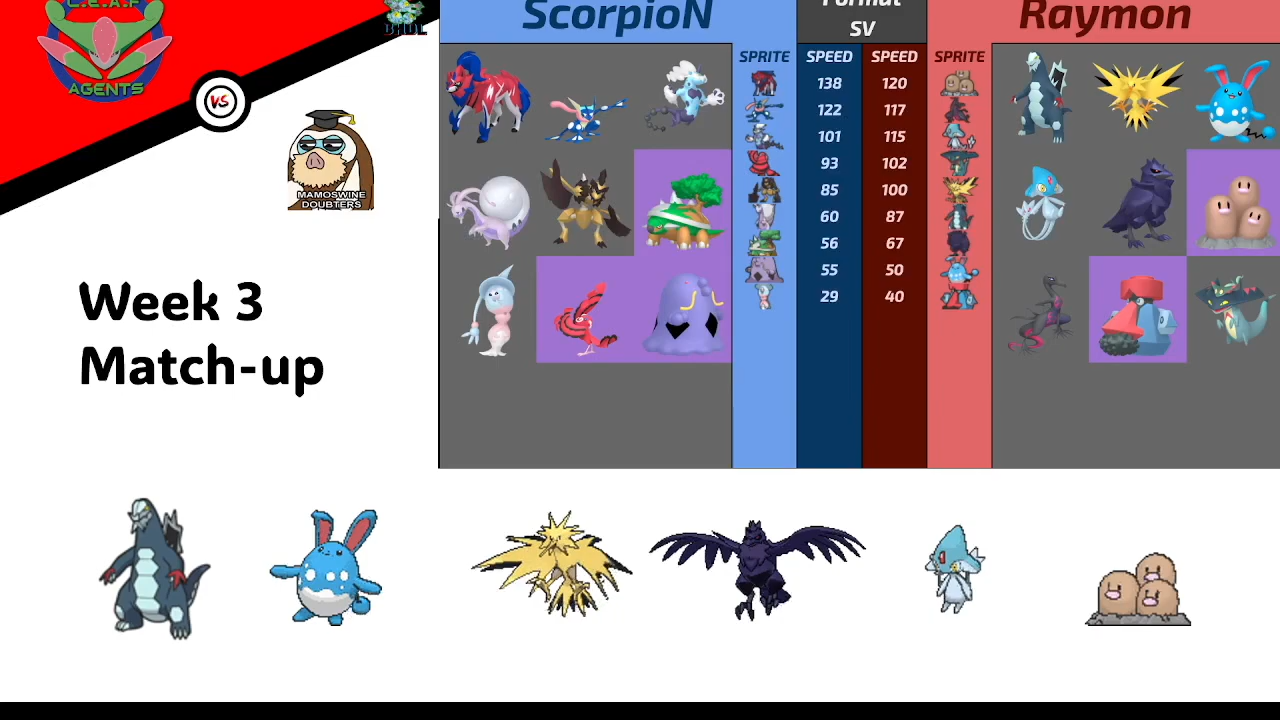 L.E.A.F
AGENTS
VS
MAMOSWINE
DOUBTERS
Week 3
Match-up
ScorpioN
Format
SV
Raymon
SPRITE SPEED SPEED SPRITE
138 120
122 117
101 115
93 102
85 100
60 87
56 67
55 50
29 40